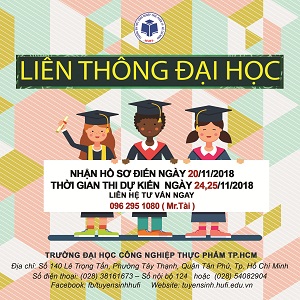 LIÊN THÔNG ĐẠI HỌC
NHẬN HỒ SƠ ĐIẾN NGÀY 20/11/2018
THỜI GIAN THI DỰ KIẾN NGÀY 24,25/11/2018
LIÊN HỆ TƯ VẤN NGAY
096 295 1080 ( Mr.Tài )
TRƯỜNG ĐẠI HỌC CÔNG NGHIỆP THỰC PHẨM TP.HCM
Địa chỉ: Số 140 Lê Trọng Tấn, Phường Tây Thạnh, Quận Tân Phú, Tp. Hồ Chí Minh
Số điện thoại: (028) 38161673 – Số nội bộ 124 hoặc (028) 54082904
Facebook: fb/tuyensinhhufi Website: tuyensinh.hufi.edu.vn